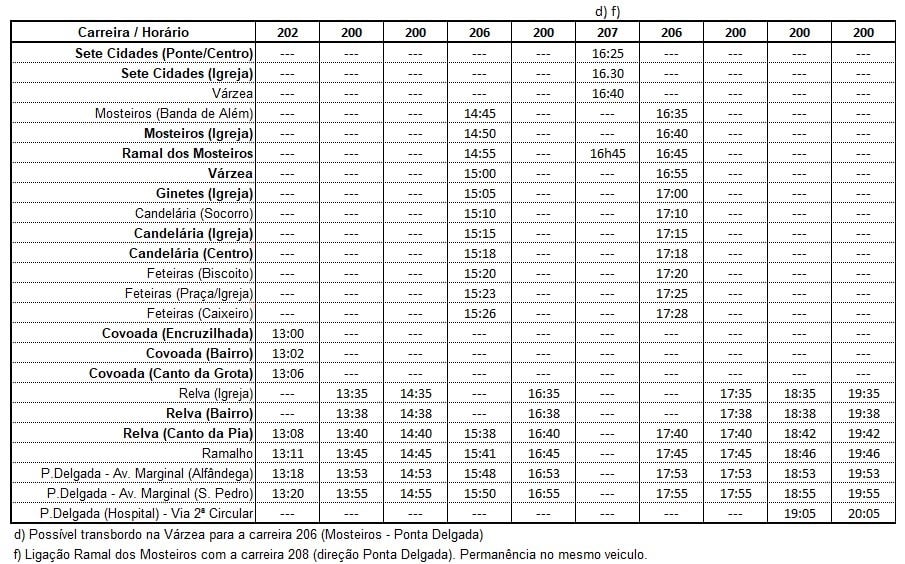 d) f)
Carreira / Horário 202 200 200 206 200 207 206 200 200 200
Sete Cidades (Ponte/Centro) --- --- --- --- --- 16:25 --- --- --- ---
Sete Cidades (Igreja) --- --- --- --- --- 16.30 --- --- --- ---
Várzea --- --- --- --- --- 16:40 --- --- --- ---
Mosteiros (Banda de Além) --- --- --- 14:45 --- --- 16:35 --- --- ---
Mosteiros (Igreja) --- --- --- 14:50 --- --- 16:40 --- --- ---
Ramal dos Mosteiros --- --- --- 14:55 --- 16h45 16:45 --- --- ---
Várzea --- --- --- 15:00 --- --- 16:55 --- --- ---
Ginetes (Igreja) --- --- --- 15:05 --- --- 17:00 --- --- ---
Candelária (Socorro) --- --- --- 15:10 --- --- 17:10 --- --- ---
Candelária (Igreja) --- --- --- 15:15 --- --- 17:15 --- --- ---
Candelária (Centro) --- --- --- 15:18 --- --- 17:18 --- --- ---
Feteiras (Biscoito) --- --- --- 15:20 --- --- 17:20 --- --- ---
Feteiras (Praça/Igreja) --- --- --- 15:23 --- --- 17:25 --- --- ---
Feteiras (Caixeiro) --- --- --- 15:26 --- --- 17:28 --- --- ---
Covoada (Encruzilhada) 13:00 --- --- --- --- --- --- --- --- ---
Covoada (Bairro) 13:02 --- --- --- --- --- --- --- --- ---
Covoada (Canto da Grota) 13:06 --- --- --- --- --- --- --- --- ---
Relva (Igreja) --- 13:35 14:35 --- 16:35 --- --- 17:35 18:35 19:35
Relva (Bairro) --- 13:38 14:38 --- 16:38 --- --- 17:38 18:38 19:38
Relva (Canto da Pia) 13:08 13:40 14:40 15:38 16:40 --- 17:40 17:40 18:42 19:42
Ramalho 13:11 13:45 14:45 15:41 16:45 --- 17:45 17:45 18:46 19:46
P.Delgada - Av. Marginal (Alfândega) 13:18 13:53 14:53 15:48 16:53 --- 17:53 17:53 18:53 19:53
P.Delgada - Av. Marginal (S. Pedro) 13:20 13:55 14:55 15:50 16:55 --- 17:55 17:55 18:55 19:55
P.Delgada (Hospital) - Via 2ª Circular --- --- --- --- --- --- --- --- 19:05 20:05
d) Possível transbordo na Várzea para a carreira 206 (Mosteiros - Ponta Delgada)
f) Ligação Ramal dos Mosteiros com a carreira 208 (direção Ponta Delgada). Permanência no mesmo veiculo.